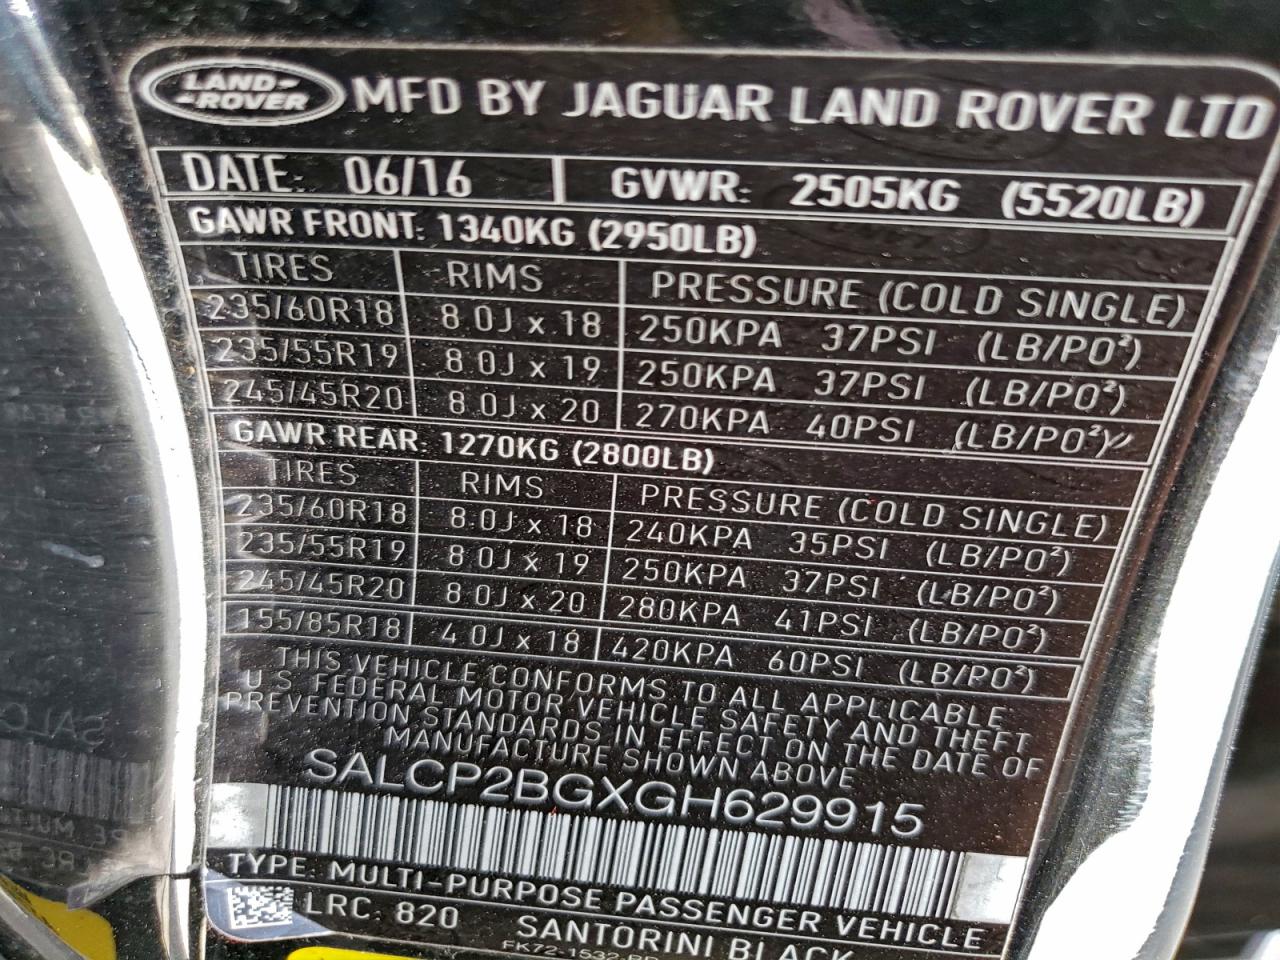 LAND ROVER MFD BY JAGUAR LAND ROVER LTD
DATE: 06/16 GVWR: 2505KG (5520LB)
GAWR FRONT: 1340KG (2950LB)
TIRES RIMS PRESSURE (COLD SINGLE)
235/60R18 8.0J x 18 250KPA 37PSI (LB/PO²)
235/55R19 8.0J x 19 250KPA 37PSI (LB/PO²)
245/45R20 8.0J x 20 270KPA 40PSI (LB/PO²)
GAWR REAR: 1270KG (2800LB)
TIRES RIMS PRESSURE (COLD SINGLE)
235/60R18 8.0J x 18 240KPA 35PSI (LB/PO²)
235/55R19 8.0J x 19 250KPA 37PSI (LB/PO²)
245/45R20 8.0J x 20 280KPA 41PSI (LB/PO²)
155/85R18 4.0J x 18 420KPA 60PSI (LB/PO²)
THIS VEHICLE CONFORMS TO ALL APPLICABLE
U S FEDERAL MOTOR VEHICLE SAFETY AND THEFT
PREVENTION STANDARDS IN EFFECT ON THE DATE OF
MANUFACTURE SHOWN ABOVE
SALCP2BGXGH629915
TYPE: MULTI-PURPOSE PASSENGER VEHICLE
LRC: 820 SANTORINI BLACK